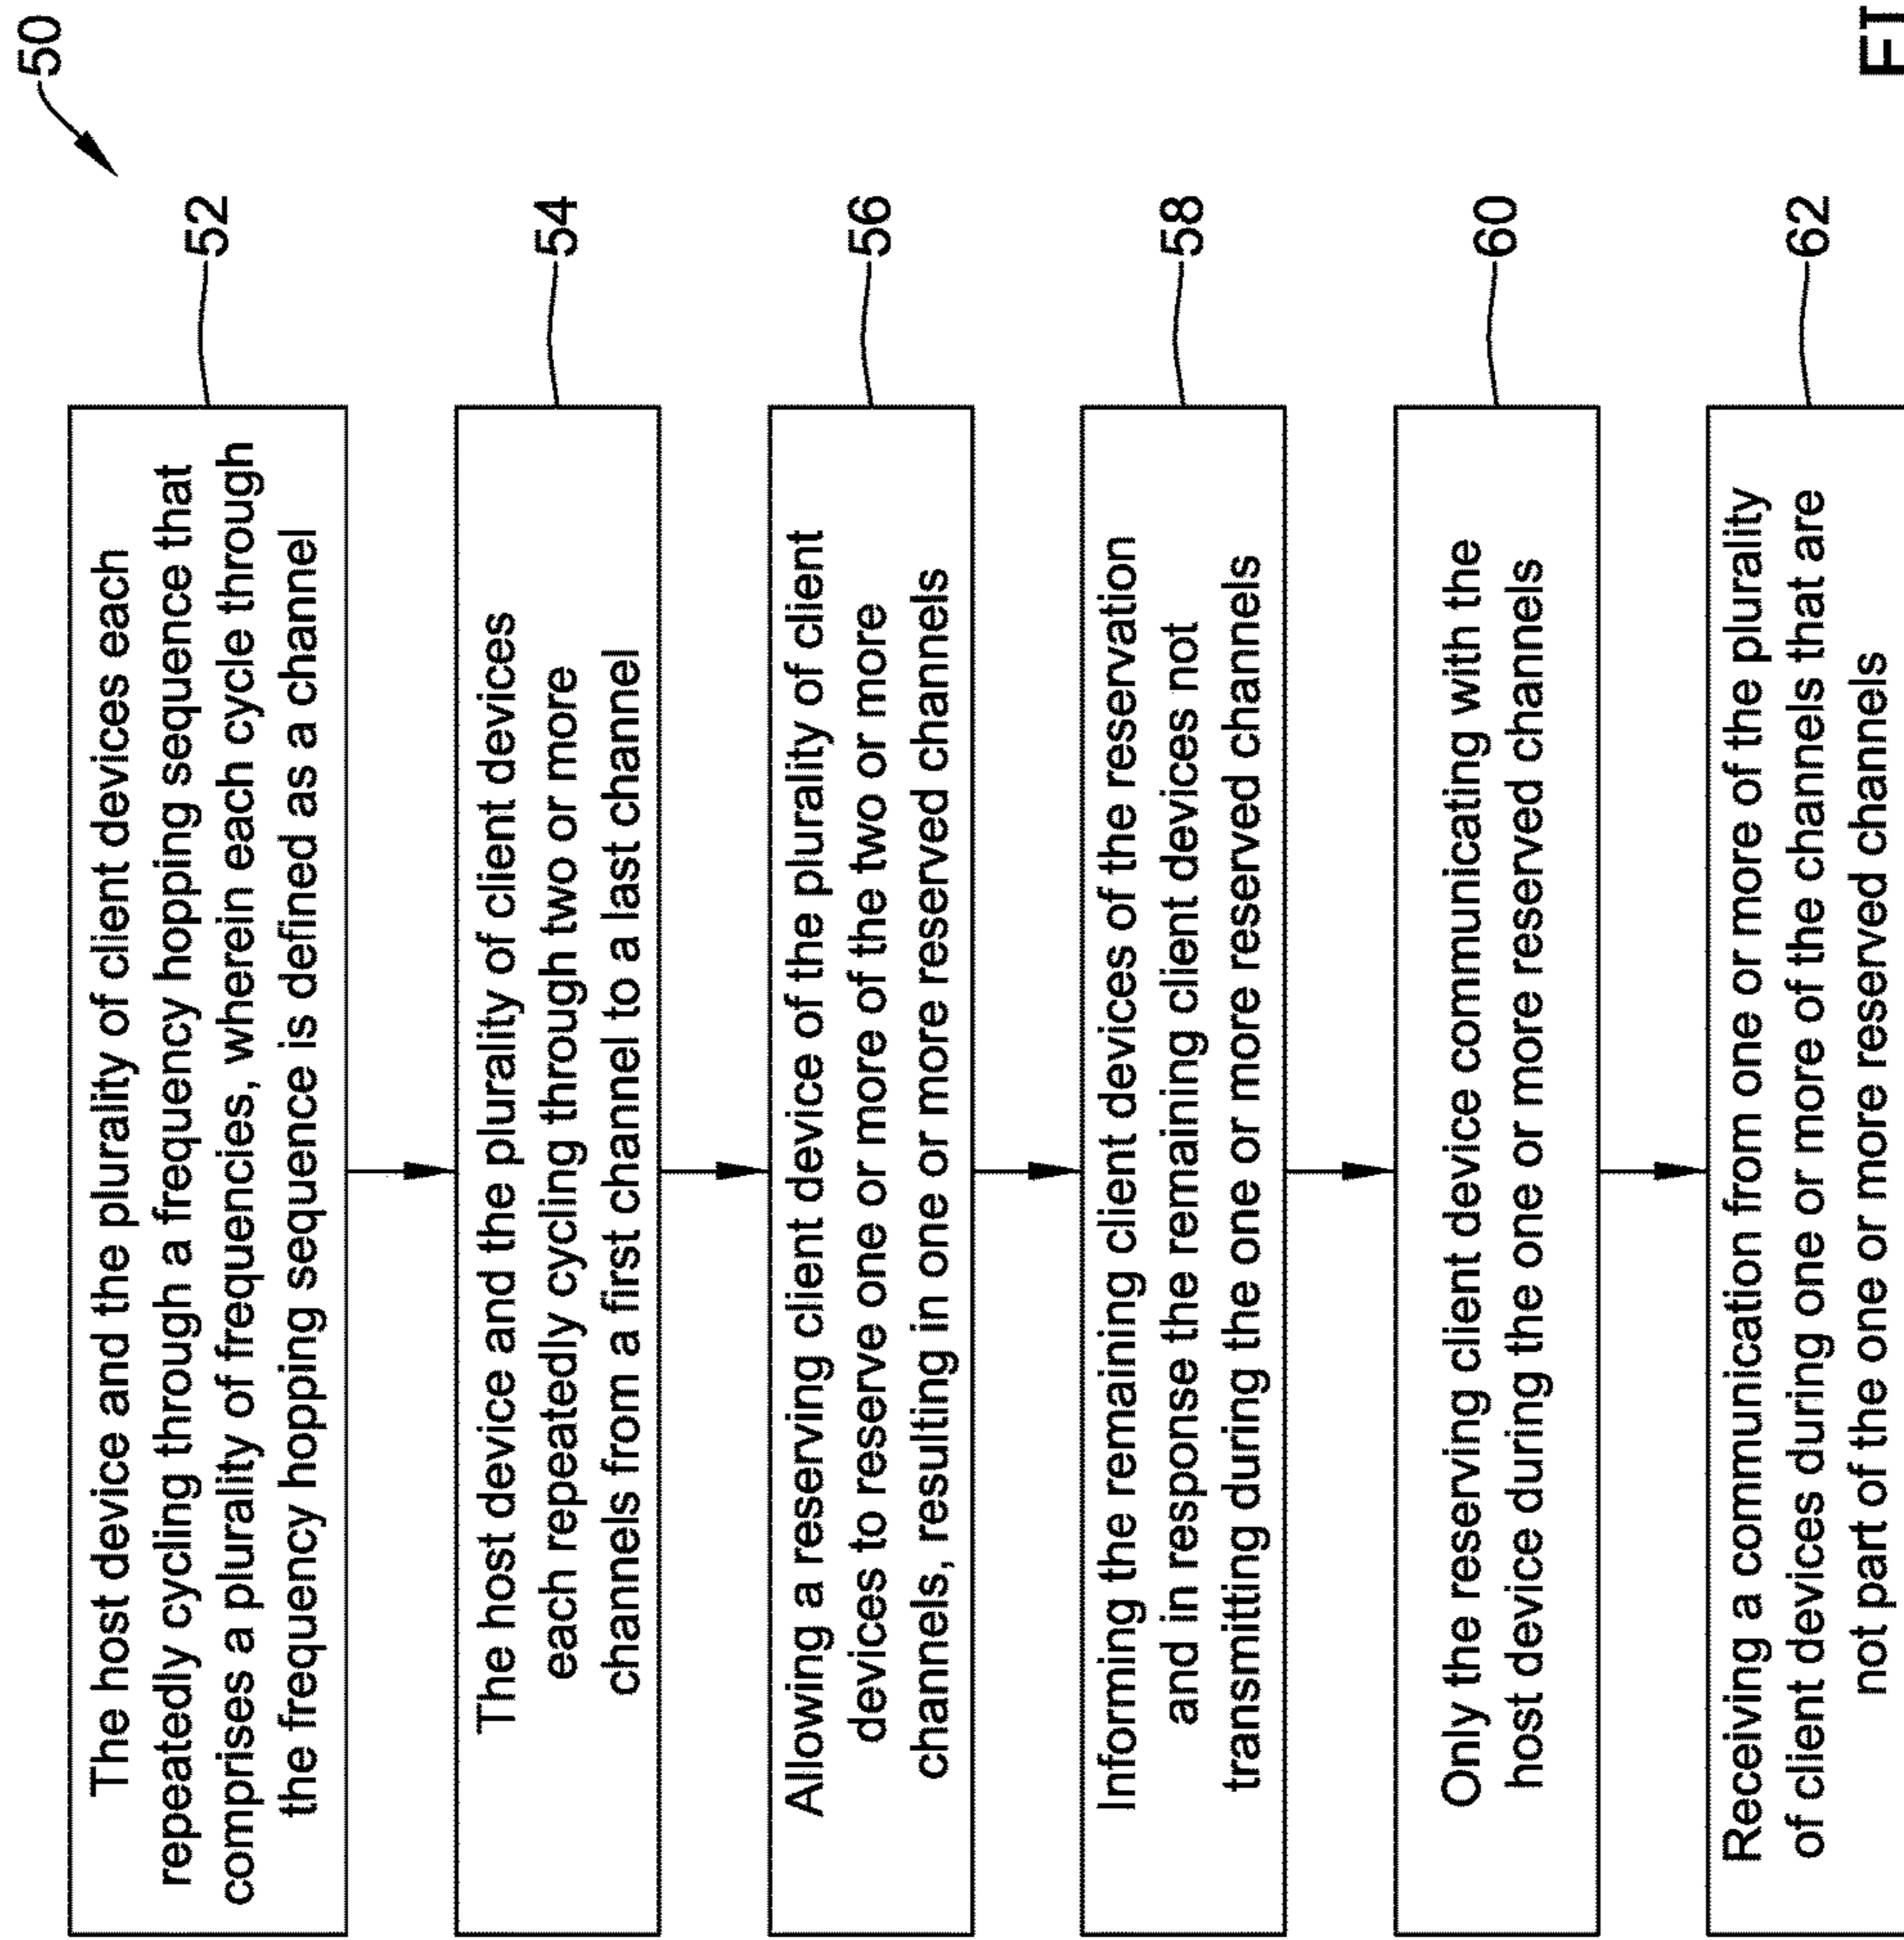 50
The host device and the plurality of client devices each
repeatedly cycling through a frequency hopping sequence that
comprises a plurality of frequencies, wherein each cycle through
the frequency hopping sequence is defined as a channel
52
The host device and the plurality of client devices
each repeatedly cycling through two or more
channels from a first channel to a last channel
54
Allowing a reserving client device of the plurality of client
devices to reserve one or more of the two or more
channels, resulting in one or more reserved channels
56
Informing the remaining client devices of the reservation
and in response the remaining client devices not
transmitting during the one or more reserved channels
58
Only the reserving client device communicating with the
host device during the one or more reserved channels
60
Receiving a communication from one or more of the plurality
of client devices during one or more of the channels that are
not part of the one or more reserved channels
62